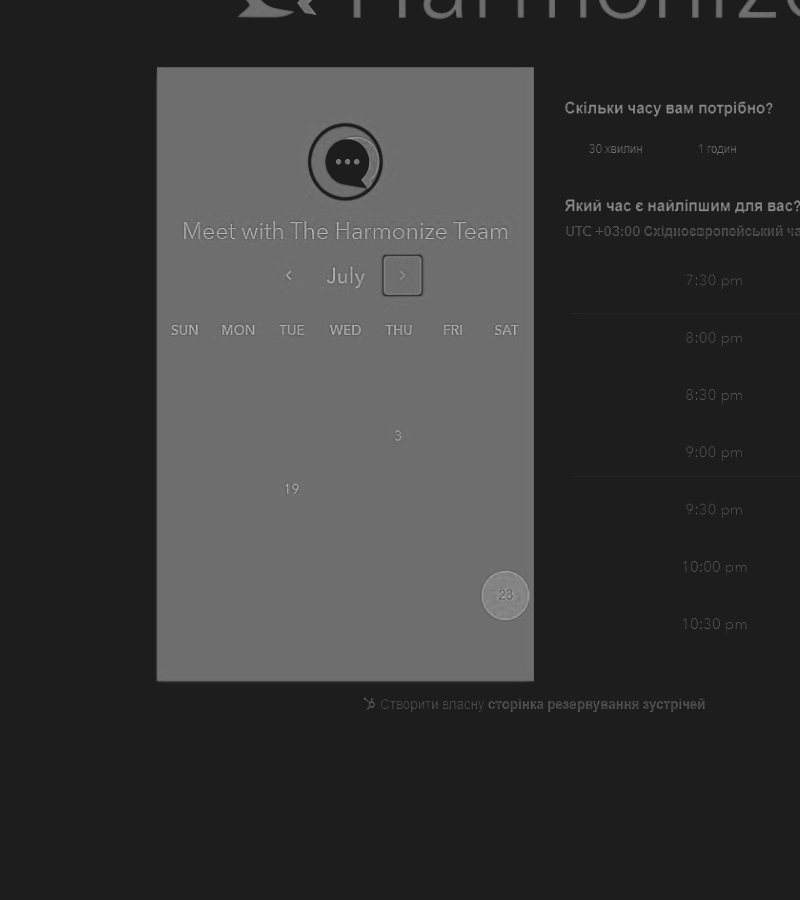 Harmonize
Meet with The Harmonize Team
July
SUN MON TUE WED THU FRI SAT
3
19
23
Скільки часу вам потрібно?
30 хвилин 1 годин
Який час є найліпшим для вас?
UTC +03:00 Східноєвропейський ча
7:30 pm
8:00 pm
8:30 pm
9:00 pm
9:30 pm
10:00 pm
10:30 pm
Створити власну сторінка резервування зустрічей